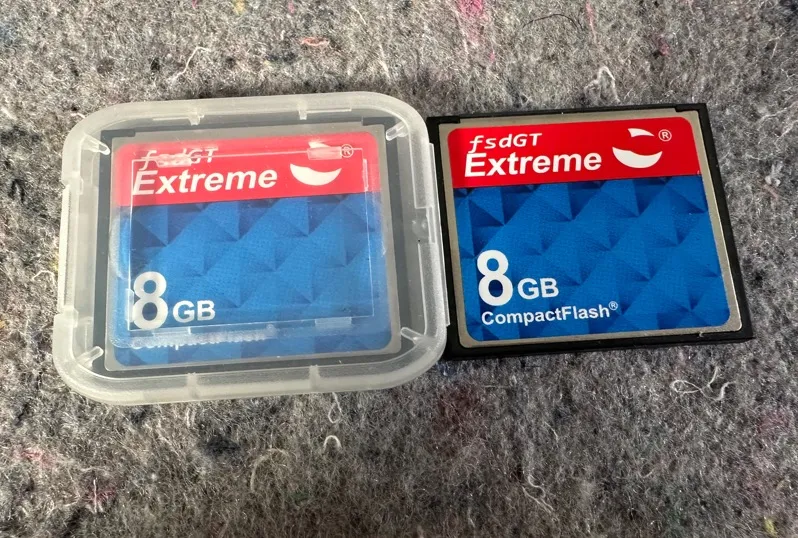 fsdGT
Extreme
®
8GB
fsdGT
Extreme
®
8GB
CompactFlash®